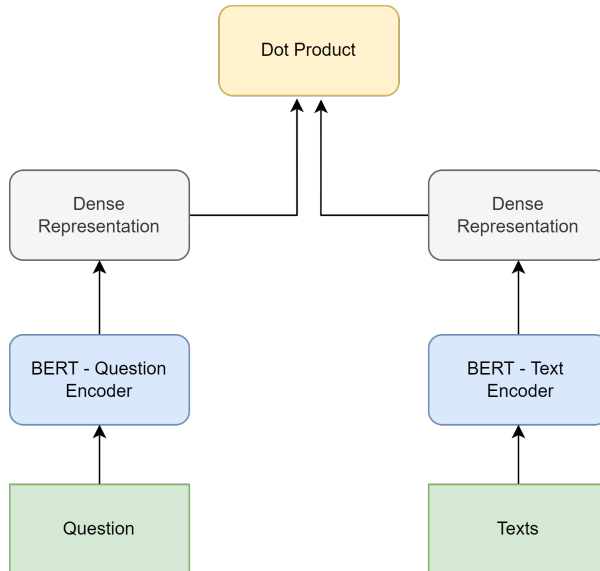 Dot Product
Dense
Representation
Dense
Representation
BERT - Question
Encoder
BERT - Text
Encoder
Question
Texts